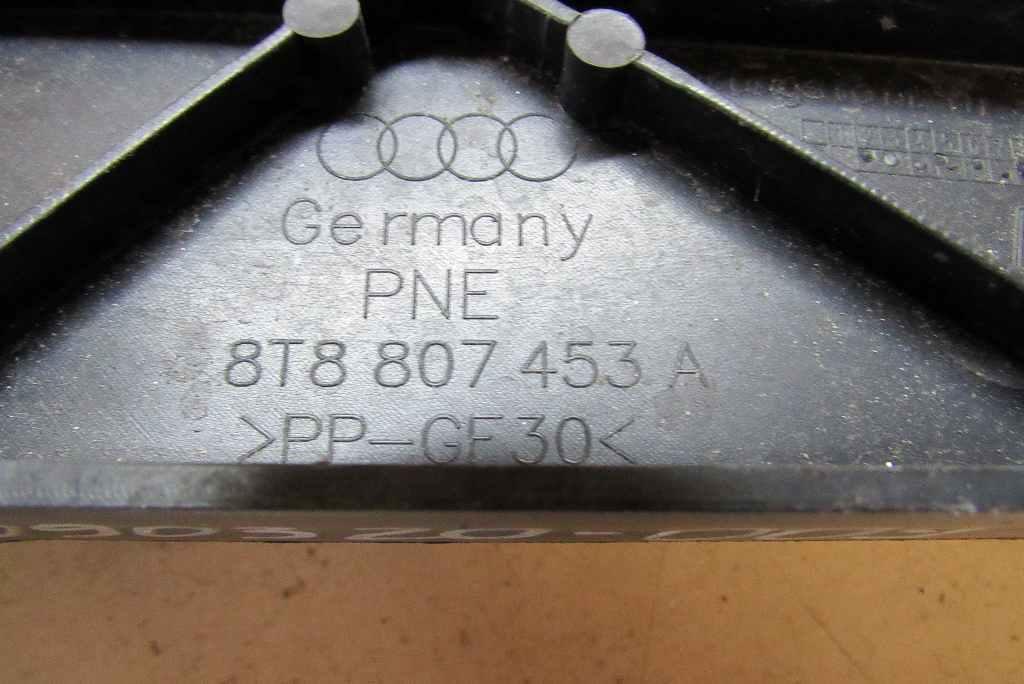 Germany
PNE
8T8 807 453 A
>PP-GF30<